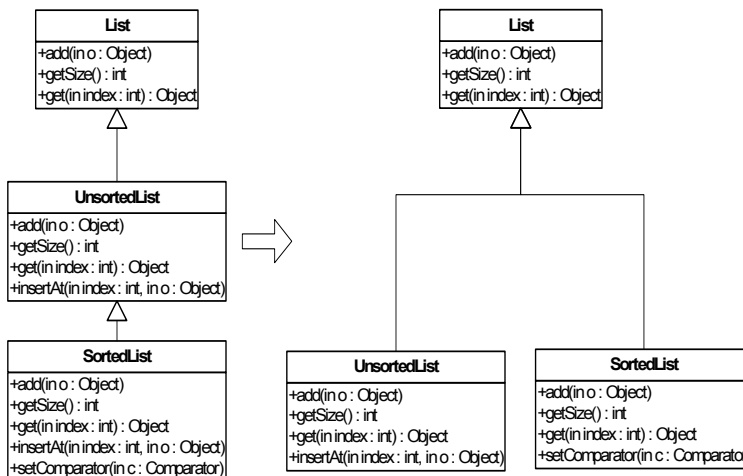 List
+add(in o : Object)
+getSize() : int
+get(in index : int) : Object
UnsortedList
+add(in o : Object)
+getSize() : int
+get(in index : int) : Object
+insertAt(in index : int, in o : Object)
SortedList
+add(in o : Object)
+getSize() : int
+get(in index : int) : Object
+insertAt(in index : int, in o : Object)
+setComparator(in c : Comparator)
List
+add(in o : Object)
+getSize() : int
+get(in index : int) : Object
UnsortedList
+add(in o : Object)
+getSize() : int
+get(in index : int) : Object
+insertAt(in index : int, in o : Object)
SortedList
+add(in o : Object)
+getSize() : int
+get(in index : int) : Object
+setComparator(in c : Comparator